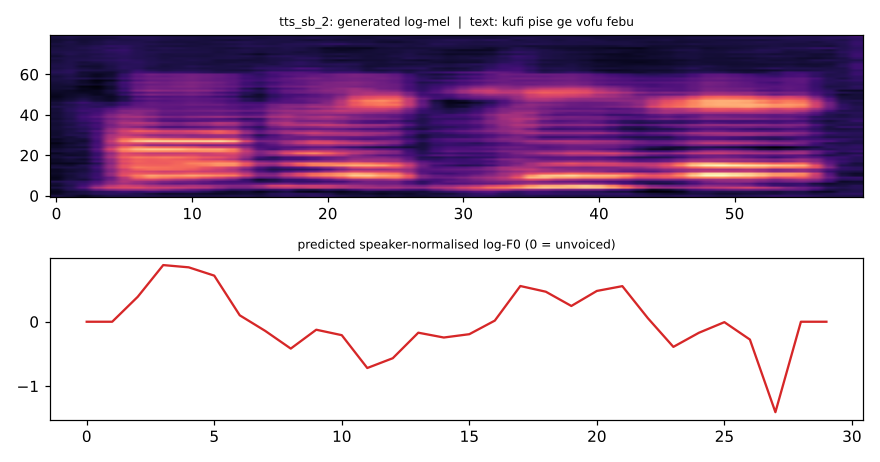 tts_sb_2: generated log-mel | text: kufi pise ge vofu febu
60
40
20
0
0 10 20 30 40 50
predicted speaker-normalised log-F0 (0 = unvoiced)
0
−1
0 5 10 15 20 25 30